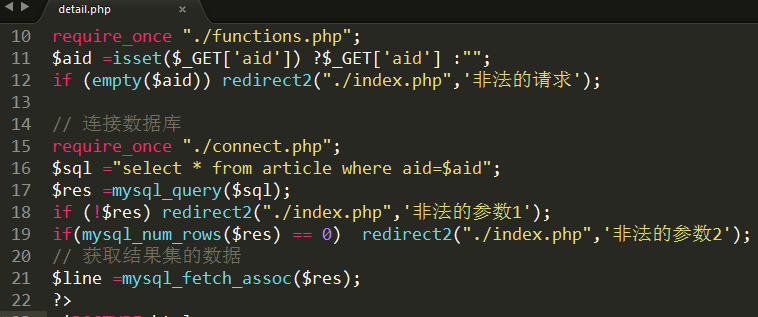 detail.php ×
10 require_once "./functions.php";
11 $aid =isset($_GET['aid']) ?$_GET['aid'] :"";
12 if (empty($aid)) redirect2("./index.php",'非法的请求');
13
14 // 连接数据库
15 require_once "./connect.php";
16 $sql ="select * from article where aid=$aid";
17 $res =mysql_query($sql);
18 if (!$res) redirect2("./index.php",'非法的参数1');
19 if(mysql_num_rows($res) == 0)  redirect2("./index.php",'非法的参数2');
20 // 获取结果集的数据
21 $line =mysql_fetch_assoc($res);
22 ?>